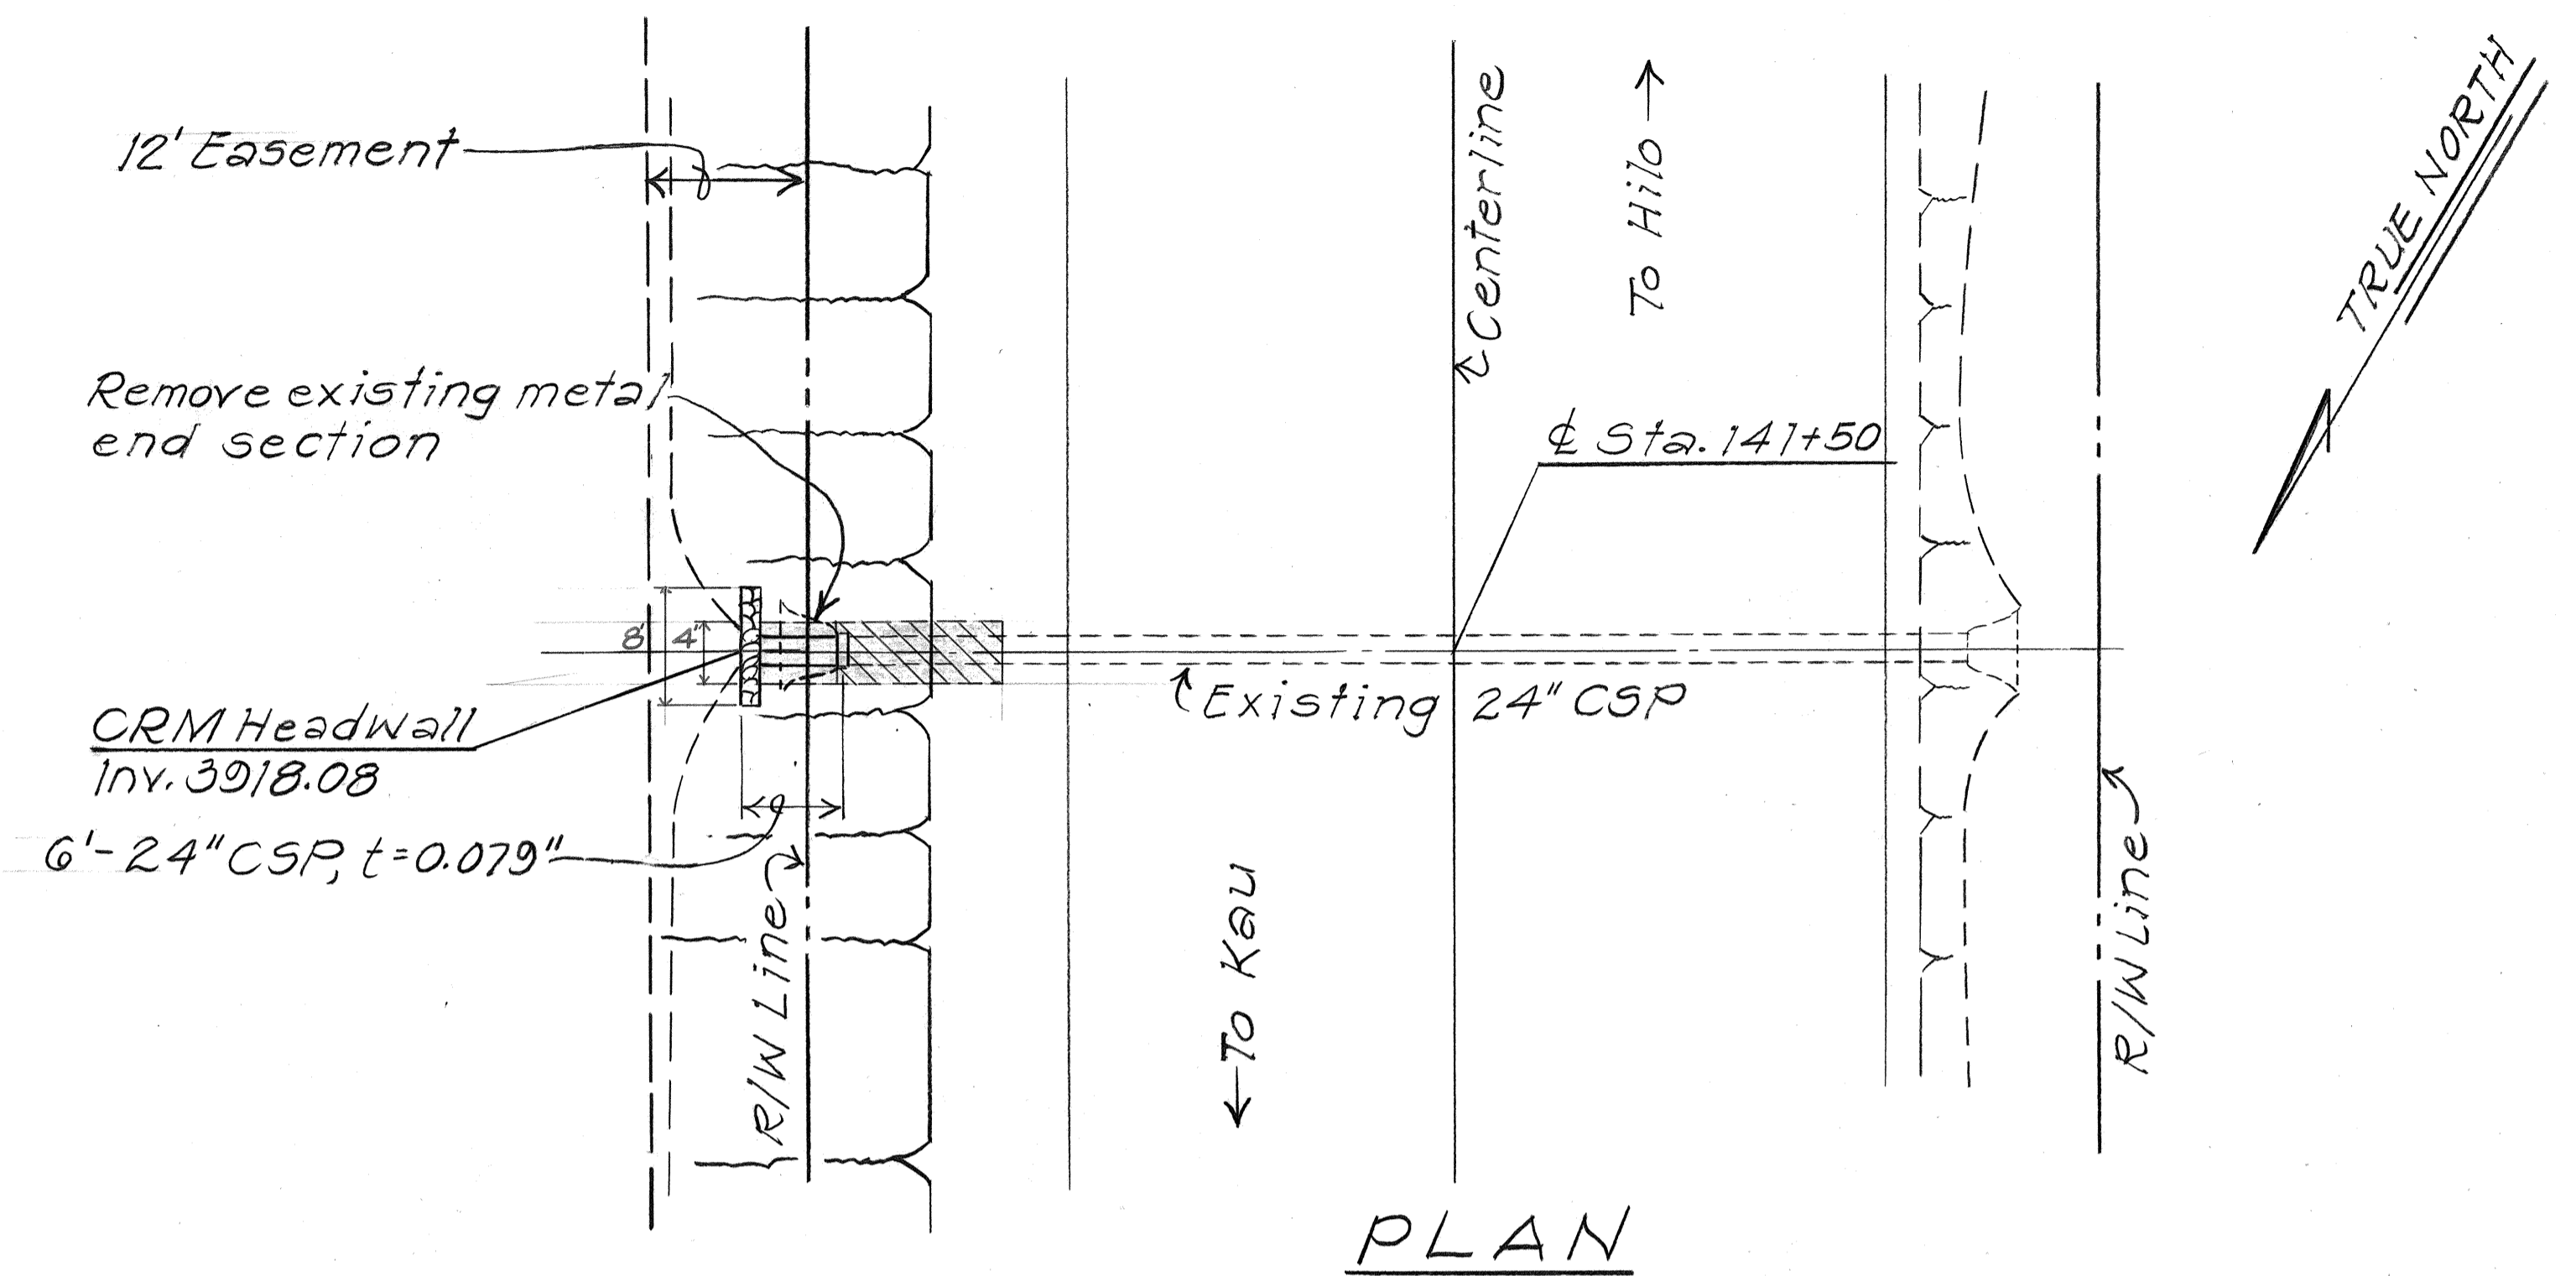 12' Easement
Remove existing metal
end section
8'
4'
CRM Headwall
Inv. 3918.08
6'-24" CSP, t=0.079"
R/W Line
Centerline
To Hilo
℄ Sta. 141+50
Existing 24" CSP
To Kau
R/W Line
TRUE NORTH
PLAN